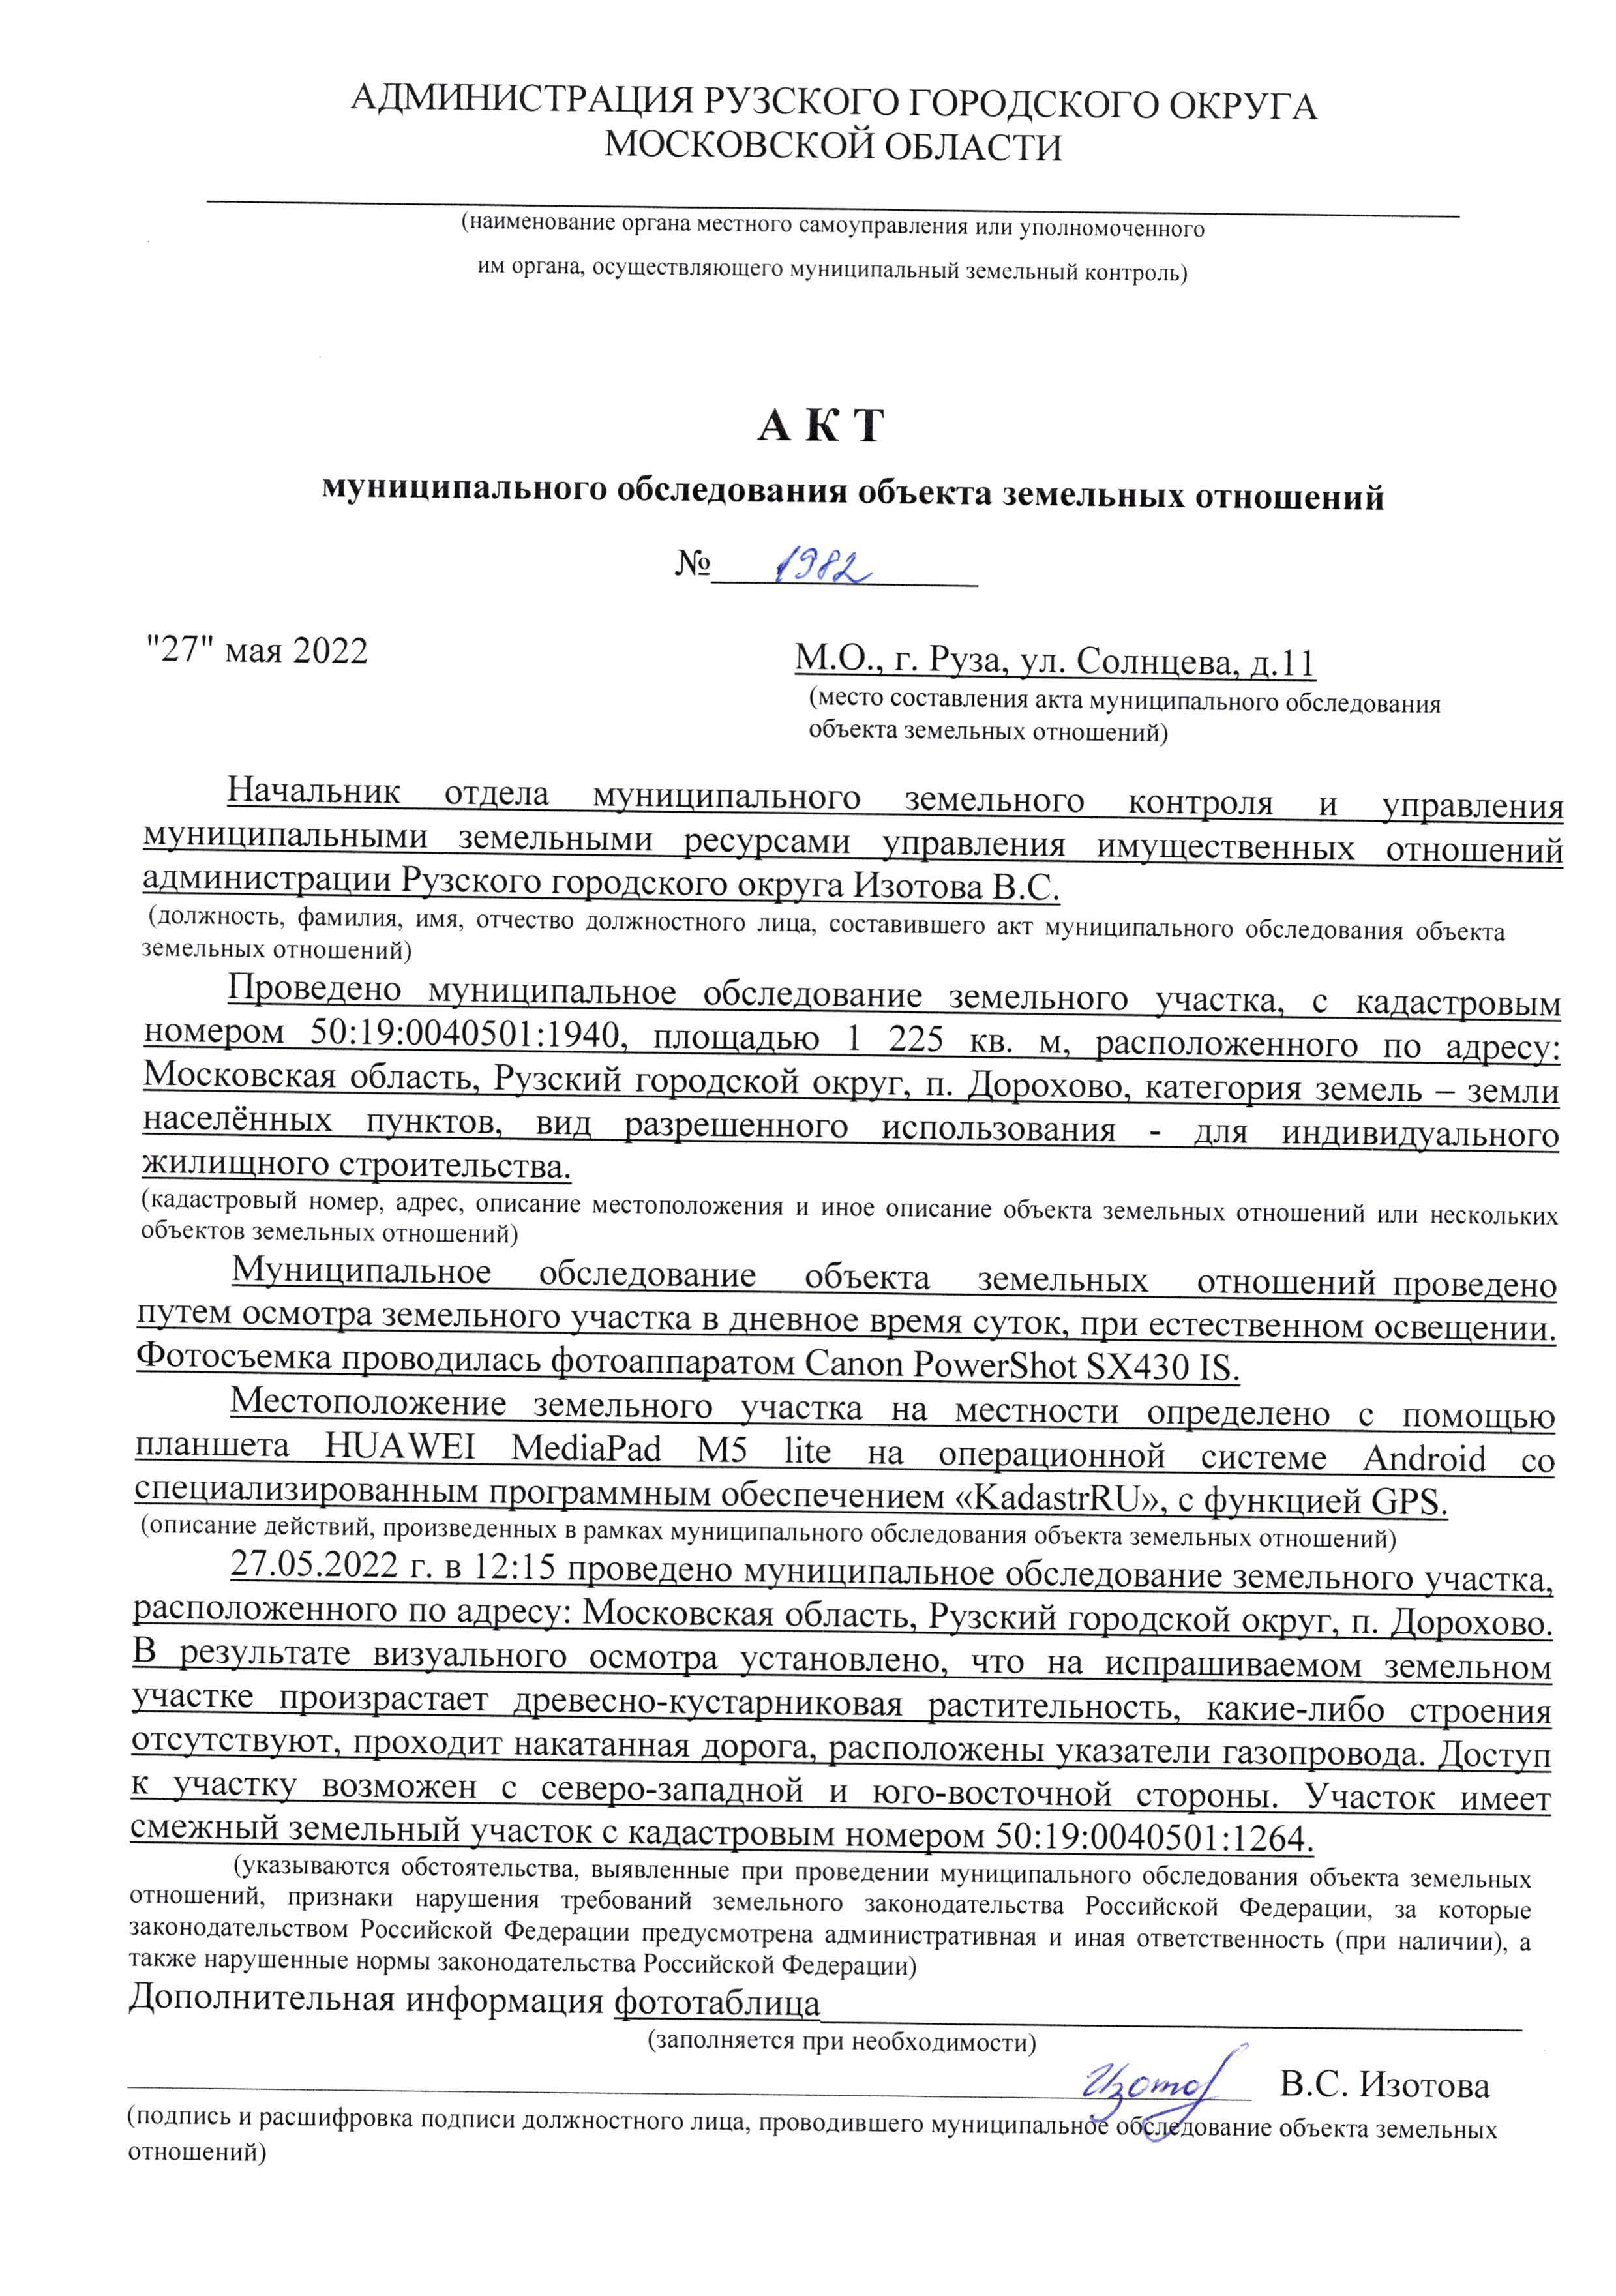 АДМИНИСТРАЦИЯ РУЗСКОГО ГОРОДСКОГО ОКРУГА
МОСКОВСКОЙ ОБЛАСТИ
(наименование органа местного самоуправления или уполномоченного
им органа, осуществляющего муниципальный земельный контроль)
А К Т
муниципального обследования объекта земельных отношений
№ 1982
"27" мая 2022
М.О., г. Руза, ул. Солнцева, д.11
(место составления акта муниципального обследования
объекта земельных отношений)
Начальник отдела муниципального земельного контроля и управления
муниципальными земельными ресурсами управления имущественных отношений
администрации Рузского городского округа Изотова В.С.
(должность, фамилия, имя, отчество должностного лица, составившего акт муниципального обследования объекта
земельных отношений)
Проведено муниципальное обследование земельного участка, с кадастровым
номером 50:19:0040501:1940, площадью 1 225 кв. м, расположенного по адресу:
Московская область, Рузский городской округ, п. Дорохово, категория земель – земли
населённых пунктов, вид разрешенного использования - для индивидуального
жилищного строительства.
(кадастровый номер, адрес, описание местоположения и иное описание объекта земельных отношений или нескольких
объектов земельных отношений)
Муниципальное обследование объекта земельных отношений проведено
путем осмотра земельного участка в дневное время суток, при естественном освещении.
Фотосъемка проводилась фотоаппаратом Canon PowerShot SX430 IS.
Местоположение земельного участка на местности определено с помощью
планшета HUAWEI MediaPad M5 lite на операционной системе Android со
специализированным программным обеспечением «KadastrRU», с функцией GPS.
(описание действий, произведенных в рамках муниципального обследования объекта земельных отношений)
27.05.2022 г. в 12:15 проведено муниципальное обследование земельного участка,
расположенного по адресу: Московская область, Рузский городской округ, п. Дорохово.
В результате визуального осмотра установлено, что на испрашиваемом земельном
участке произрастает древесно-кустарниковая растительность, какие-либо строения
отсутствуют, проходит накатанная дорога, расположены указатели газопровода. Доступ
к участку возможен с северо-западной и юго-восточной стороны. Участок имеет
смежный земельный участок с кадастровым номером 50:19:0040501:1264.
(указываются обстоятельства, выявленные при проведении муниципального обследования объекта земельных
отношений, признаки нарушения требований земельного законодательства Российской Федерации, за которые
законодательством Российской Федерации предусмотрена административная и иная ответственность (при наличии), а
также нарушенные нормы законодательства Российской Федерации)
Дополнительная информация фототаблица
(заполняется при необходимости)
Изотов В.С. Изотова
(подпись и расшифровка подписи должностного лица, проводившего муниципальное обследование объекта земельных
отношений)